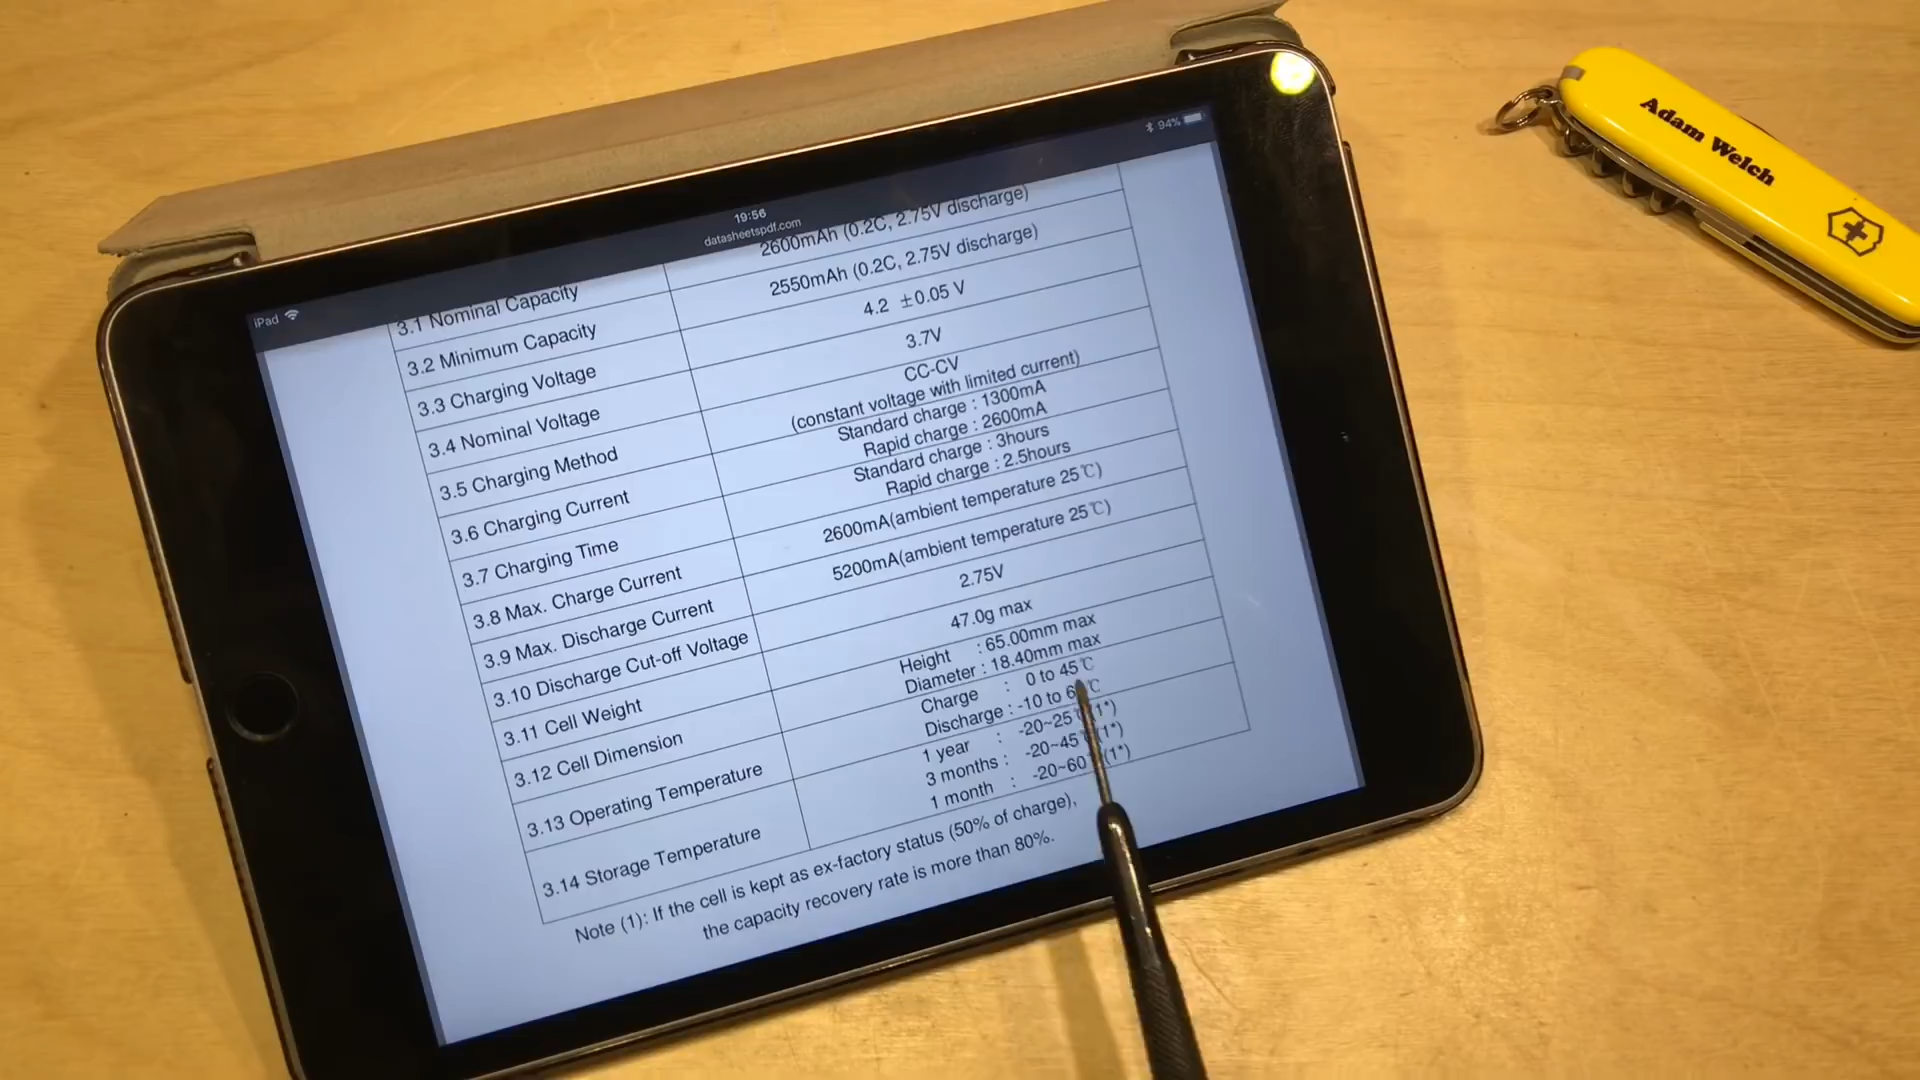 iPad
19:56
94%
datasheetspdf.com
3.1 Nominal Capacity 2600mAh (0.2C, 2.75V discharge)
3.2 Minimum Capacity 2550mAh (0.2C, 2.75V discharge)
3.3 Charging Voltage 4.2 ±0.05 V
3.4 Nominal Voltage 3.7V
3.5 Charging Method CC-CV
(constant voltage with limited current)
3.6 Charging Current Standard charge : 1300mA
Rapid charge : 2600mA
3.7 Charging Time Standard charge : 3hours
Rapid charge : 2.5hours
3.8 Max. Charge Current 2600mA(ambient temperature 25℃)
3.9 Max. Discharge Current 5200mA(ambient temperature 25℃)
3.10 Discharge Cut-off Voltage 2.75V
3.11 Cell Weight 47.0g max
3.12 Cell Dimension Height : 65.00mm max
Diameter : 18.40mm max
3.13 Operating Temperature Charge : 0 to 45℃
Discharge : -10 to
3.14 Storage Temperature 1 year : -20~25℃(1*)
3 months : -20~45℃(1*)
1 month : -20~60 (1*)
Note (1): If the cell is kept as ex-factory status (50% of charge),
the capacity recovery rate is more than 80%.
Adam Welch